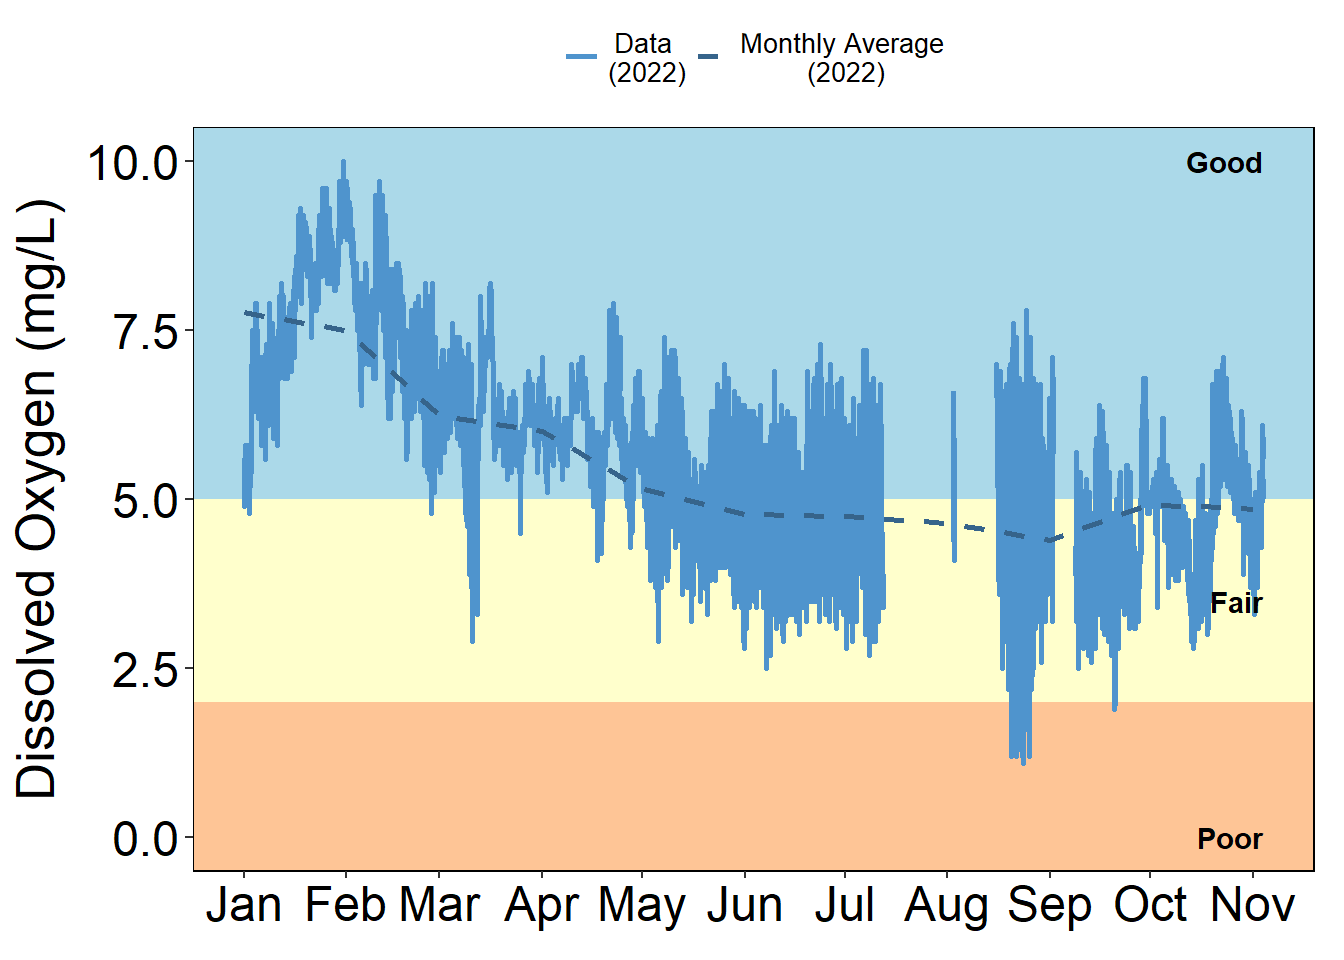 Data
(2022)
Monthly Average
(2022)
Dissolved Oxygen (mg/L)
10.0
7.5
5.0
2.5
0.0
Good
Fair
Poor
Jan Feb Mar Apr May Jun Jul Aug Sep Oct Nov